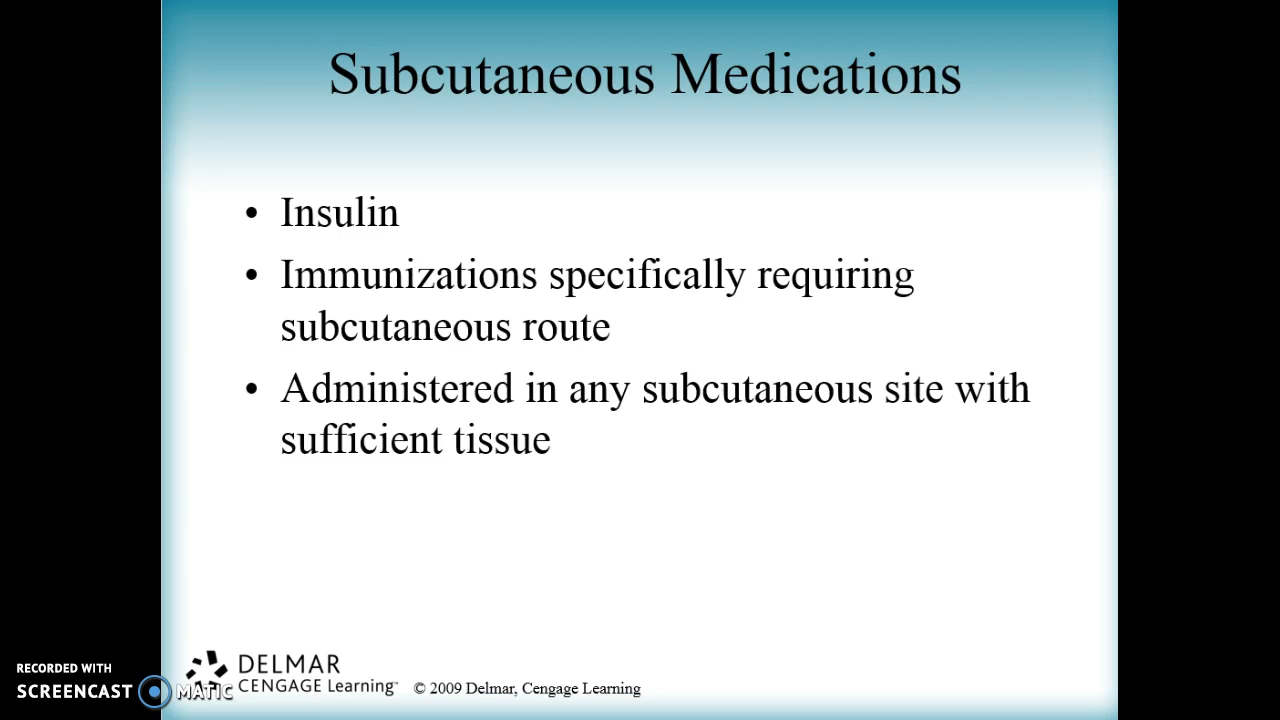 Subcutaneous Medications
• Insulin
• Immunizations specifically requiring
subcutaneous route
• Administered in any subcutaneous site with
sufficient tissue
RECORDED WITH
SCREENCAST MATIC
DELMAR
CENGAGE Learning™
© 2009 Delmar, Cengage Learning